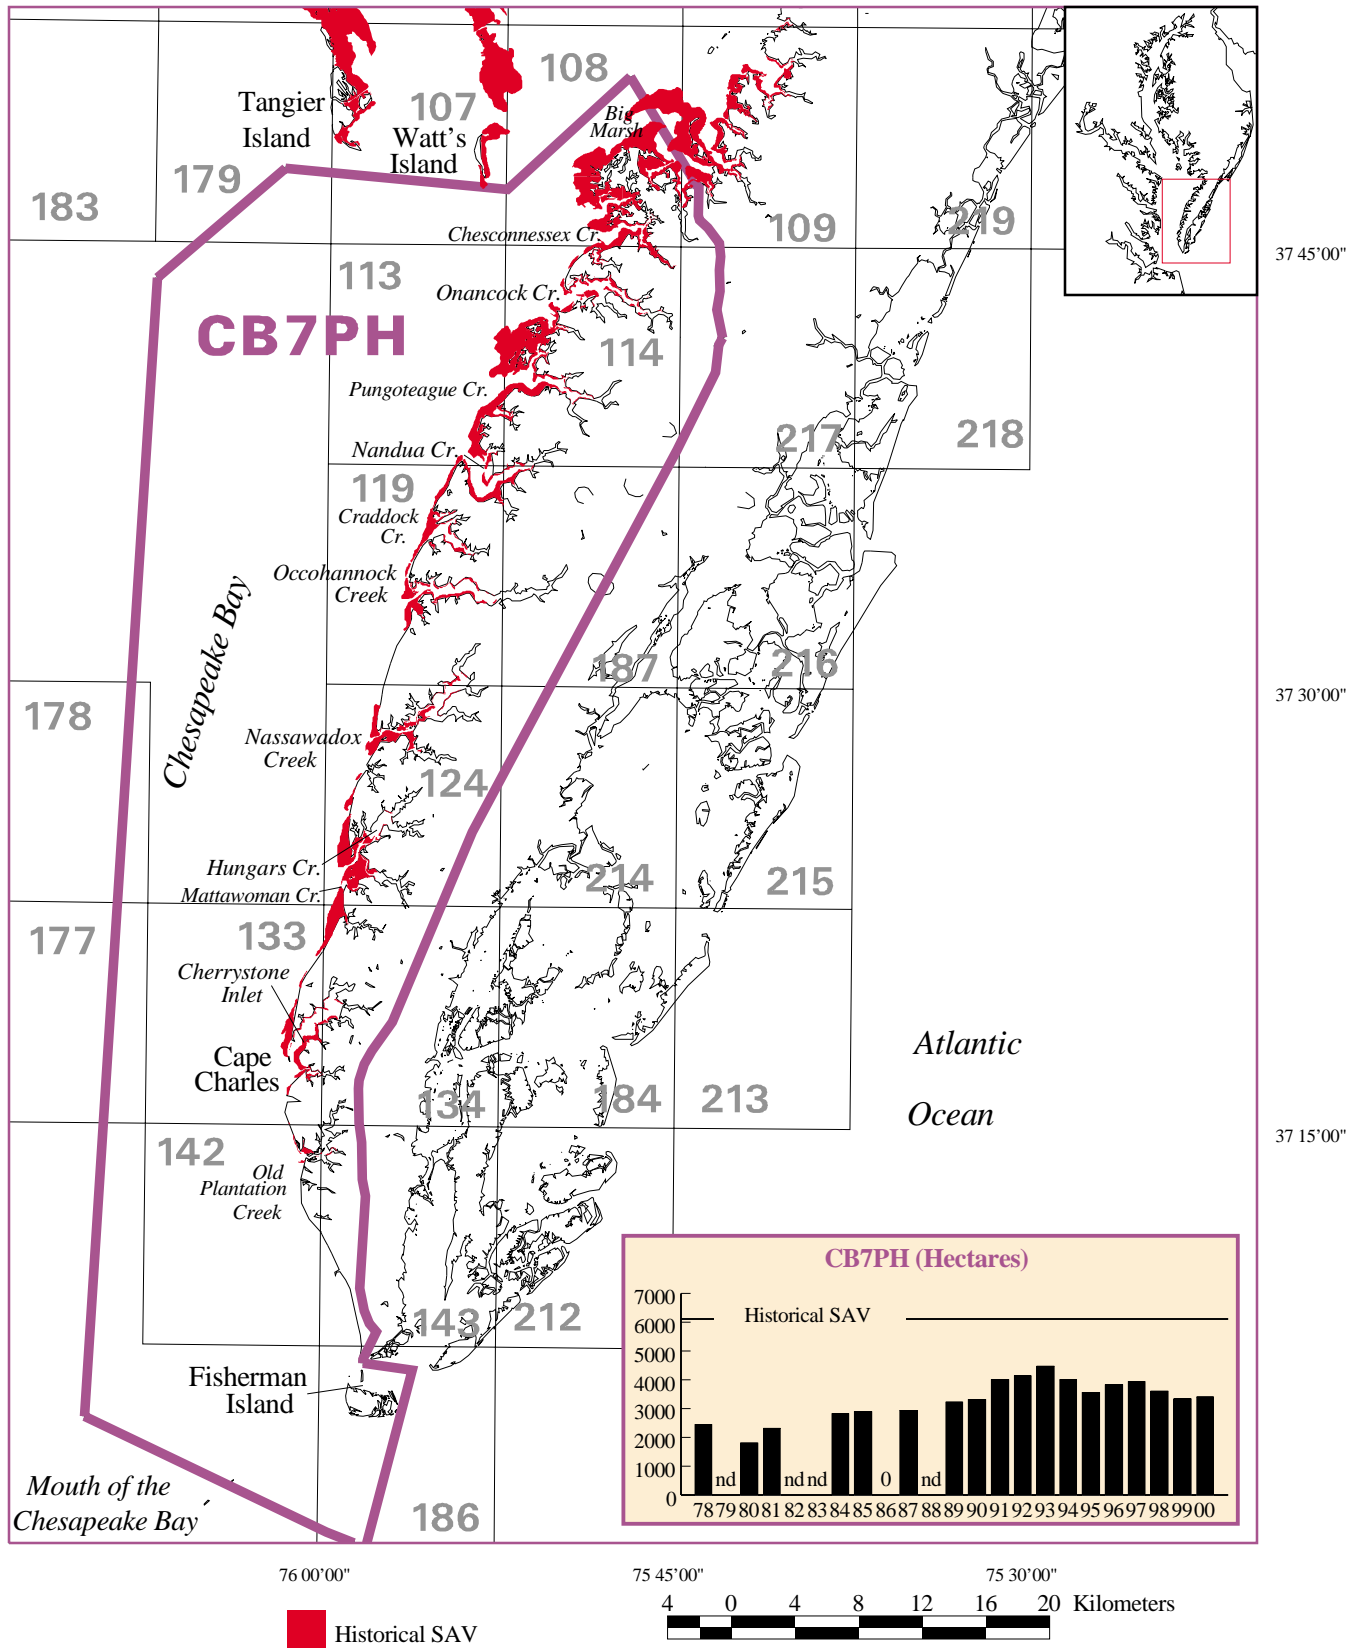 108
Tangier
Island
107
Watt's
Island
Big
Marsh
179
183
109
219
Chesconnessex Cr.
37 45'00"
113
Onancock Cr.
CB7PH
114
Pungoteague Cr.
217
218
Nandua Cr.
119
Craddock
Cr.
Occohannock
Creek
Chesapeake Bay
187
216
37 30'00"
178
Nassawadox
Creek
124
Hungars Cr.
214
215
Mattawoman Cr.
177
133
Cherrystone
Inlet
Atlantic
Ocean
Cape
Charles
134
184
213
37 15'00"
142
Old
Plantation
Creek
143
212
Fisherman
Island
Mouth of the
Chesapeake Bay
186
CB7PH (Hectares)
7000
6000
5000
4000
3000
2000
1000
0
Historical SAV
nd
nd
nd
0
nd
78 79 80 81 82 83 84 85 86 87 88 89 90 91 92 93 94 95 96 97 98 99 00
76 00'00"
75 45'00"
75 30'00"
4 0 4 8 12 16 20 Kilometers
Historical SAV